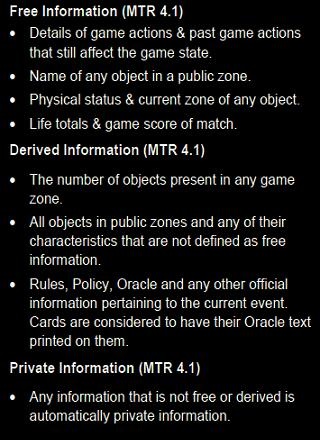 Free Information (MTR 4.1)
• Details of game actions & past game actions
that still affect the game state.
• Name of any object in a public zone.
• Physical status & current zone of any object.
• Life totals & game score of match.
Derived Information (MTR 4.1)
• The number of objects present in any game
zone.
• All objects in public zones and any of their
characteristics that are not defined as free
information.
• Rules, Policy, Oracle and any other official
information pertaining to the current event.
Cards are considered to have their Oracle text
printed on them.
Private Information (MTR 4.1)
• Any information that is not free or derived is
automatically private information.